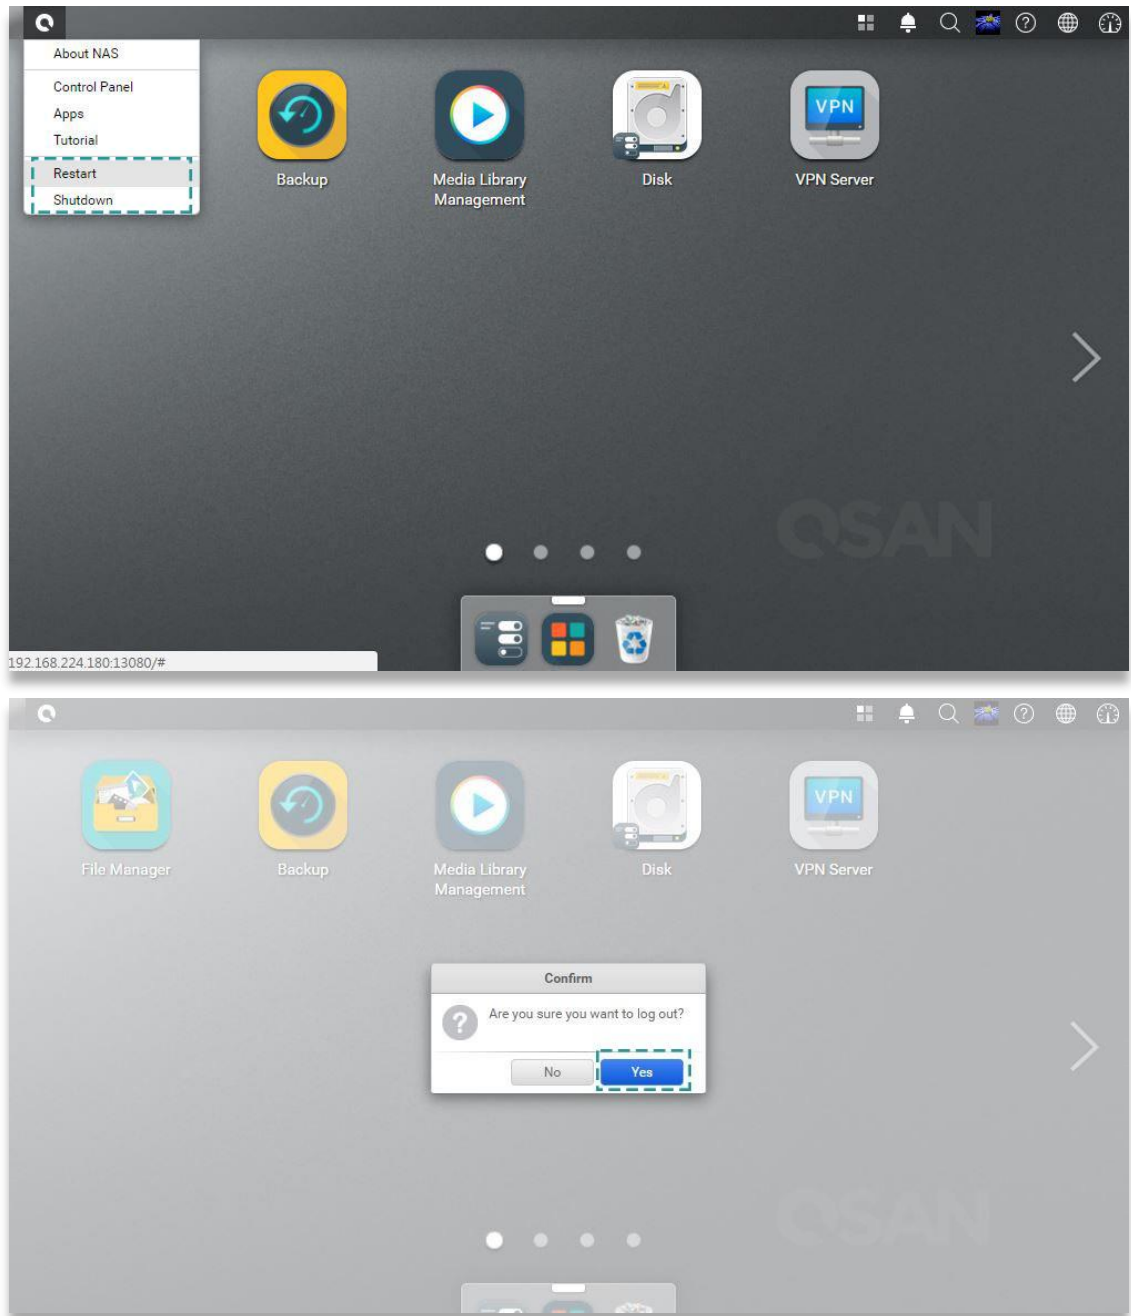 About NAS
Control Panel
Apps
Tutorial
Restart
Shutdown
Backup
Media Library
Management
Disk
VPN
VPN Server
QSAN
192.168.224.180:13080/#
File Manager
Backup
Media Library
Management
Disk
VPN
VPN Server
Confirm
Are you sure you want to log out?
No
Yes
QSAN